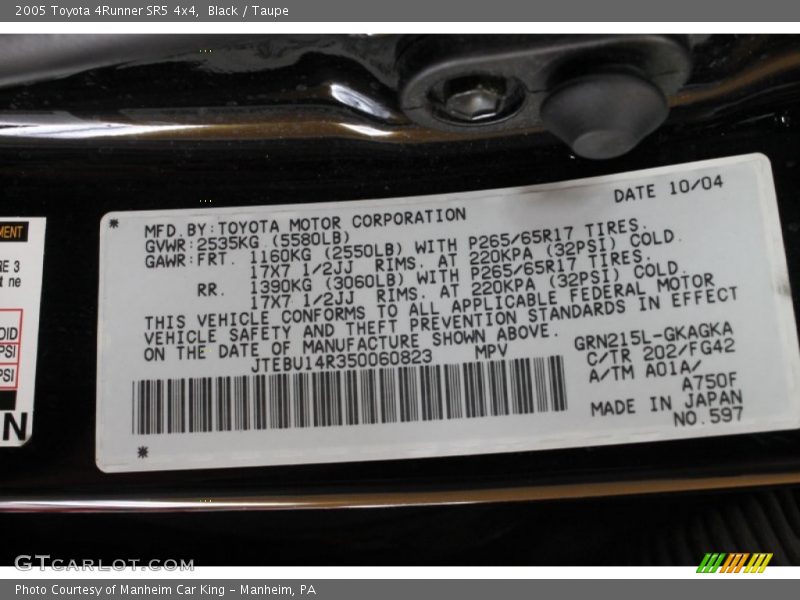 2005 Toyota 4Runner SR5 4x4, Black / Taupe
DATE 10/04
MFD.BY:TOYOTA MOTOR CORPORATION
GVWR:2535KG (5580LB)
GAWR:FRT. 1160KG (2550LB) WITH P265/65R17 TIRES.
17X7 1/2JJ RIMS. AT 220KPA (32PSI) COLD.
RR. 1390KG (3060LB) WITH P265/65R17 TIRES.
17X7 1/2JJ RIMS. AT 220KPA (32PSI) COLD.
THIS VEHICLE CONFORMS TO ALL APPLICABLE FEDERAL MOTOR
VEHICLE SAFETY AND THEFT PREVENTION STANDARDS IN EFFECT
ON THE DATE OF MANUFACTURE SHOWN ABOVE.
JTEBU14R350060823 MPV
GRN215L-GKAGKA
C/TR 202/FG42
A/TM A01A/
A750F
MADE IN JAPAN
NO.597
MENT
RE 3
t ne
OID
PSI
PSI
N
GTCARLOT.COM
Photo Courtesy of Manheim Car King - Manheim, PA